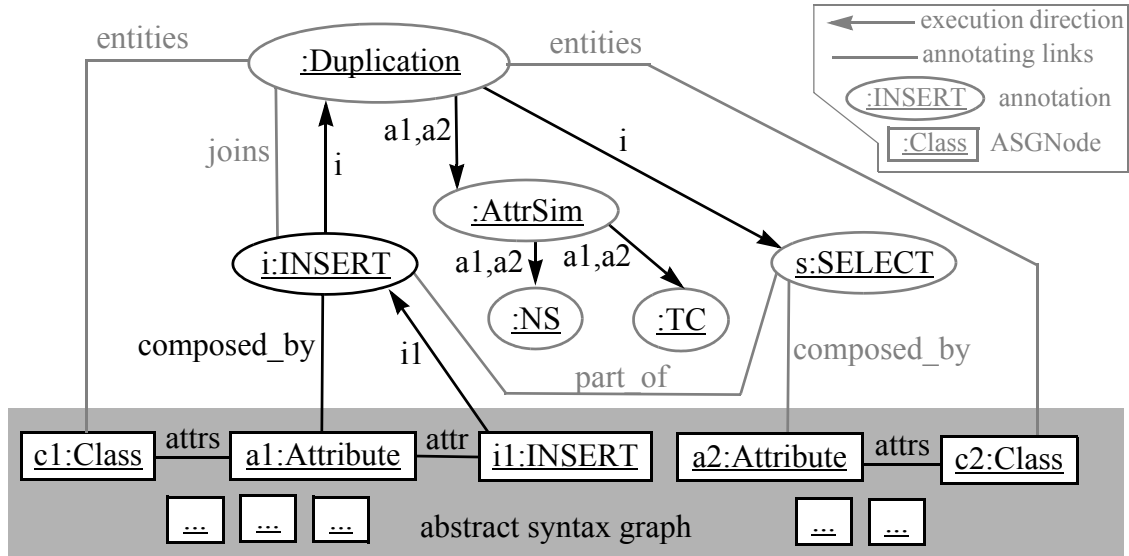 entities
:Duplication
entities
execution direction
annotating links
:INSERT annotation
:Class ASGNode
joins
a1,a2
i
i
:AttrSim
i:INSERT
a1,a2
a1,a2
s:SELECT
:NS
:TC
composed_by
i1
part_of
composed_by
c1:Class
attrs
a1:Attribute
attr
i1:INSERT
a2:Attribute
attrs
c2:Class
... ... ... ... ...
abstract syntax graph